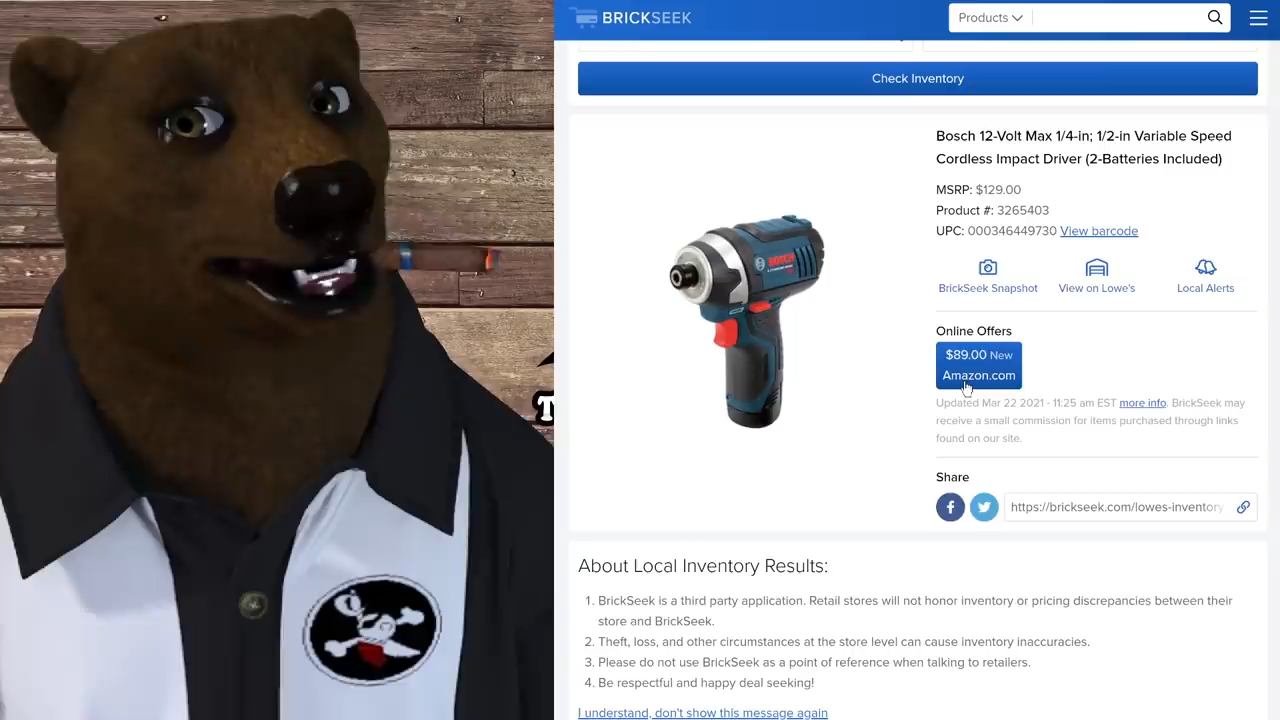 BRICKSEEK
Products
Check Inventory
Bosch 12-Volt Max 1/4-in; 1/2-in Variable Speed
Cordless Impact Driver (2-Batteries Included)
MSRP: $129.00
Product #: 3265403
UPC: 000346449730 View barcode
BrickSeek Snapshot
View on Lowe's
Local Alerts
BOSCH
Online Offers
$89.00 New
Amazon.com
Updated Mar 22 2021 - 11:25 am EST more info. BrickSeek may
receive a small commission for items purchased through links
found on our site.
Share
https://brickseek.com/lowes-inventory
About Local Inventory Results:
1. BrickSeek is a third party application. Retail stores will not honor inventory or pricing discrepancies between their
store and BrickSeek.
2. Theft, loss, and other circumstances at the store level can cause inventory inaccuracies.
3. Please do not use BrickSeek as a point of reference when talking to retailers.
4. Be respectful and happy deal seeking!
I understand, don't show this message again